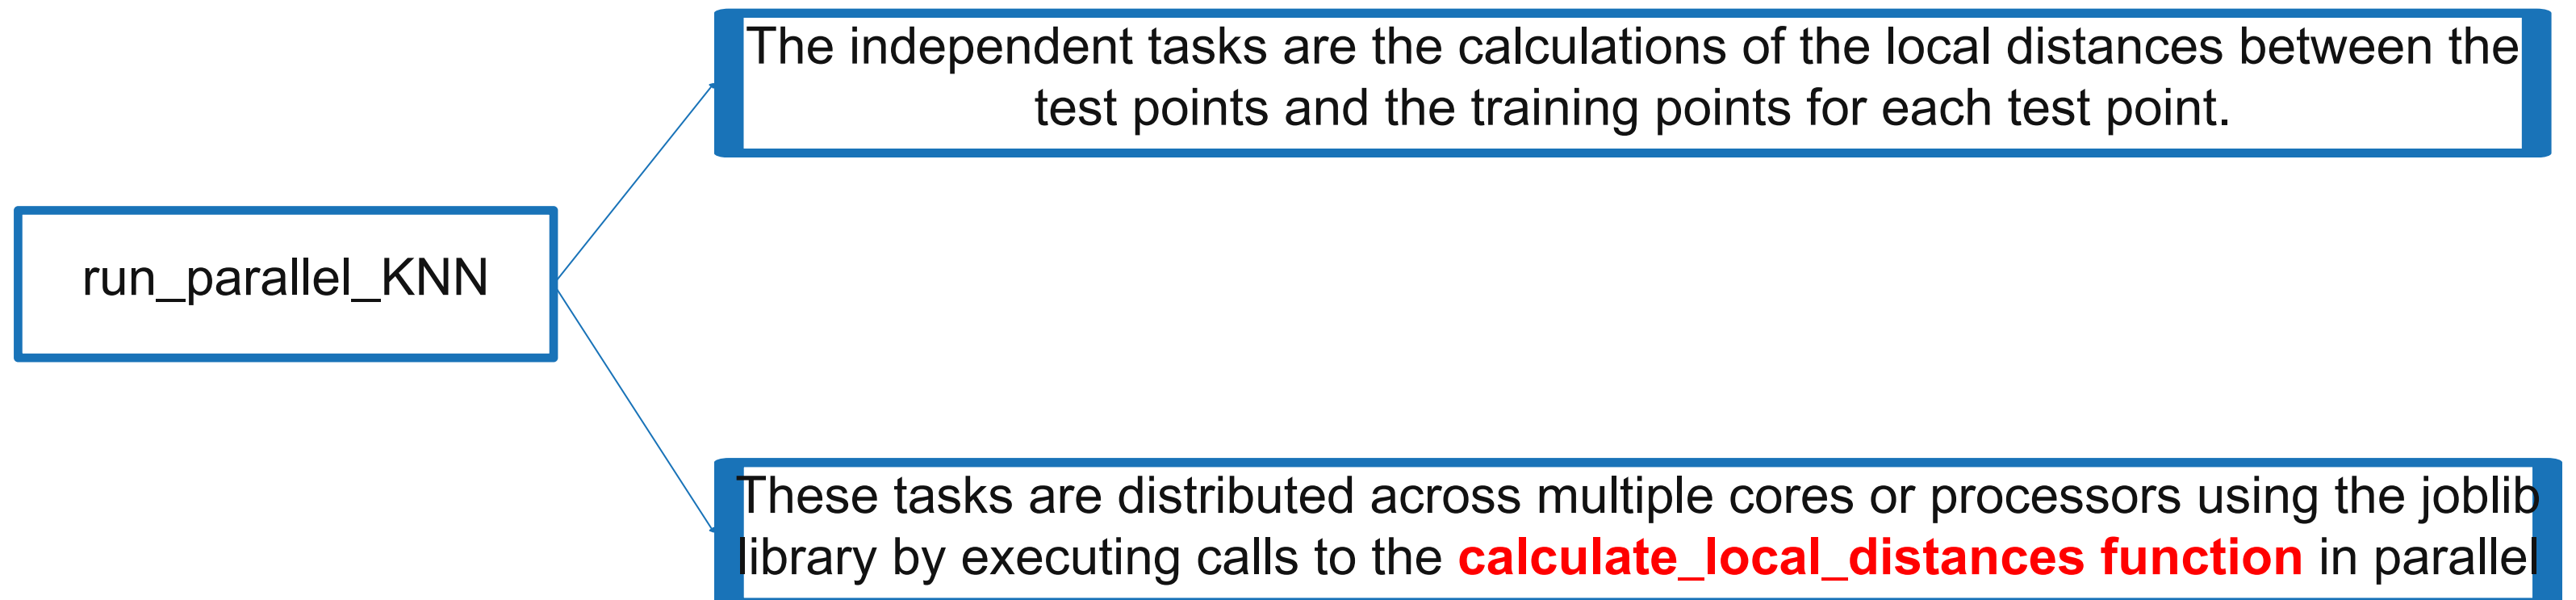 The independent tasks are the calculations of the local distances between the
test points and the training points for each test point.
run_parallel_KNN
These tasks are distributed across multiple cores or processors using the joblib
library by executing calls to the calculate_local_distances function in parallel